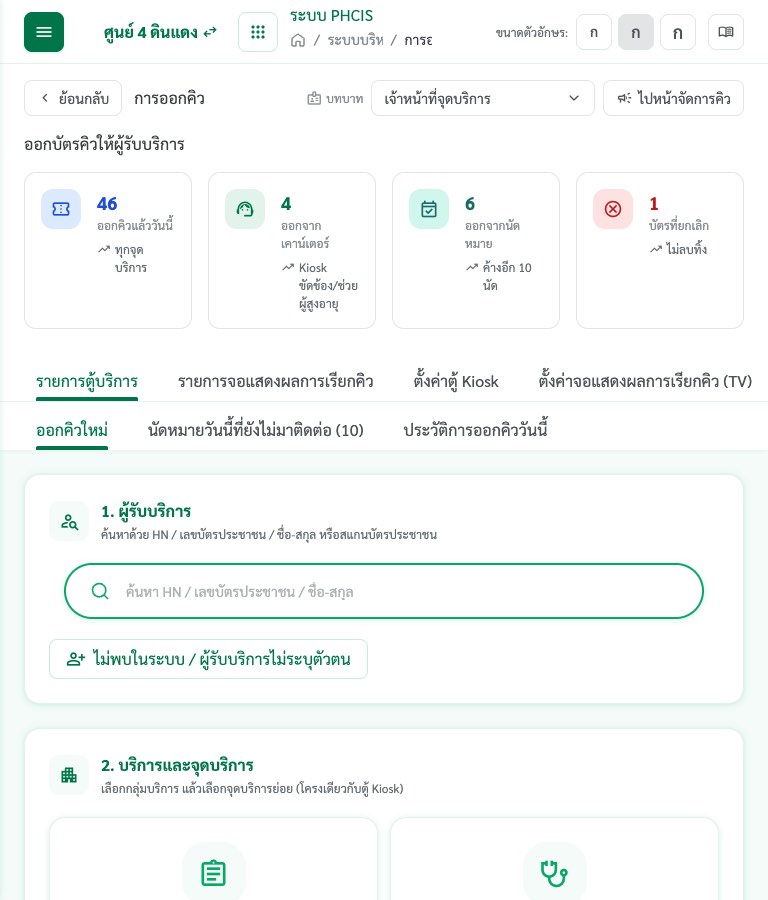 ศูนย์ 4 ดินแดง
ระบบ PHCIS
/ ระบบบริห / การอ
ขนาดตัวอักษร: ก ก ก
ย้อนกลับ การออกคิว
บทบาท เจ้าหน้าที่จุดบริการ
ไปหน้าจัดการคิว
ออกบัตรคิวให้ผู้รับบริการ
46
ออกคิวแล้ววันนี้
ทุกจุด
บริการ
4
ออกจาก
เคาน์เตอร์
Kiosk
ขัดข้อง/ช่วย
ผู้สูงอายุ
6
ออกจากนัด
หมาย
ค้างอีก 10
นัด
1
บัตรที่ยกเลิก
ไม่ลบทิ้ง
รายการตู้บริการ รายการจอแสดงผลการเรียกคิว ตั้งค่าตู้ Kiosk ตั้งค่าจอแสดงผลการเรียกคิว (TV)
ออกคิวใหม่ นัดหมายวันนี้ที่ยังไม่มาติดต่อ (10) ประวัติการออกคิววันนี้
1. ผู้รับบริการ
ค้นหาด้วย HN / เลขบัตรประชาชน / ชื่อ-สกุล หรือสแกนบัตรประชาชน
ค้นหา HN / เลขบัตรประชาชน / ชื่อ-สกุล
ไม่พบในระบบ / ผู้รับบริการไม่ระบุตัวตน
2. บริการและจุดบริการ
เลือกกลุ่มบริการ แล้วเลือกจุดบริการย่อย (โครงเดียวกับตู้ Kiosk)